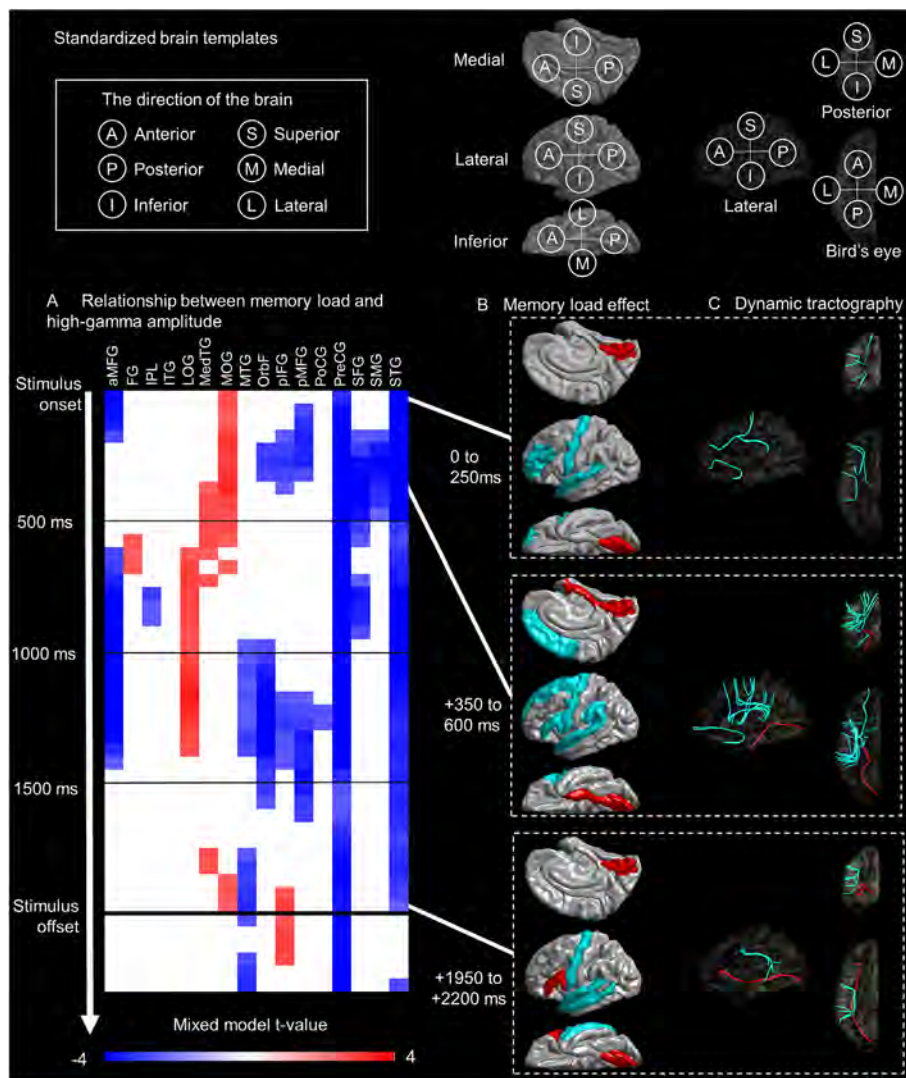 Standardized brain templates
The direction of the brain
A Anterior
S Superior
P Posterior
M Medial
I Inferior
L Lateral
Medial
I
A
P
S
Lateral
S
A
P
I
Inferior
L
A
P
M
S
A
P
I
Lateral
S
L
M
I
Posterior
A
L
M
P
Bird's eye
A Relationship between memory load and
high-gamma amplitude
aMFG
FG
IPL
ITG
LOG
MedTG
MOG
MTG
OrbF
pIFG
pMFG
PoCG
PreCG
SFG
SMG
STG
Stimulus
onset
500 ms
1000 ms
1500 ms
Stimulus
offset
Mixed model t-value
-4
4
B Memory load effect
C Dynamic tractography
0 to
250ms
+350 to
600 ms
+1950 to
+2200 ms